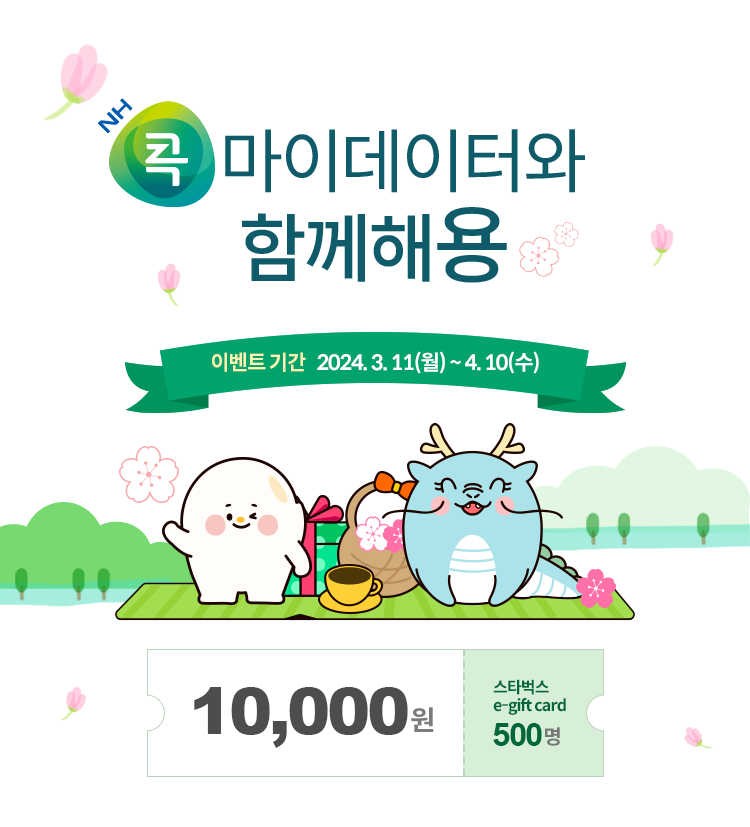 NH
콕 마이데이터와
함께해용
이벤트 기간 2024. 3. 11(월) ~ 4. 10(수)
10,000원
스타벅스
e-gift card
500명